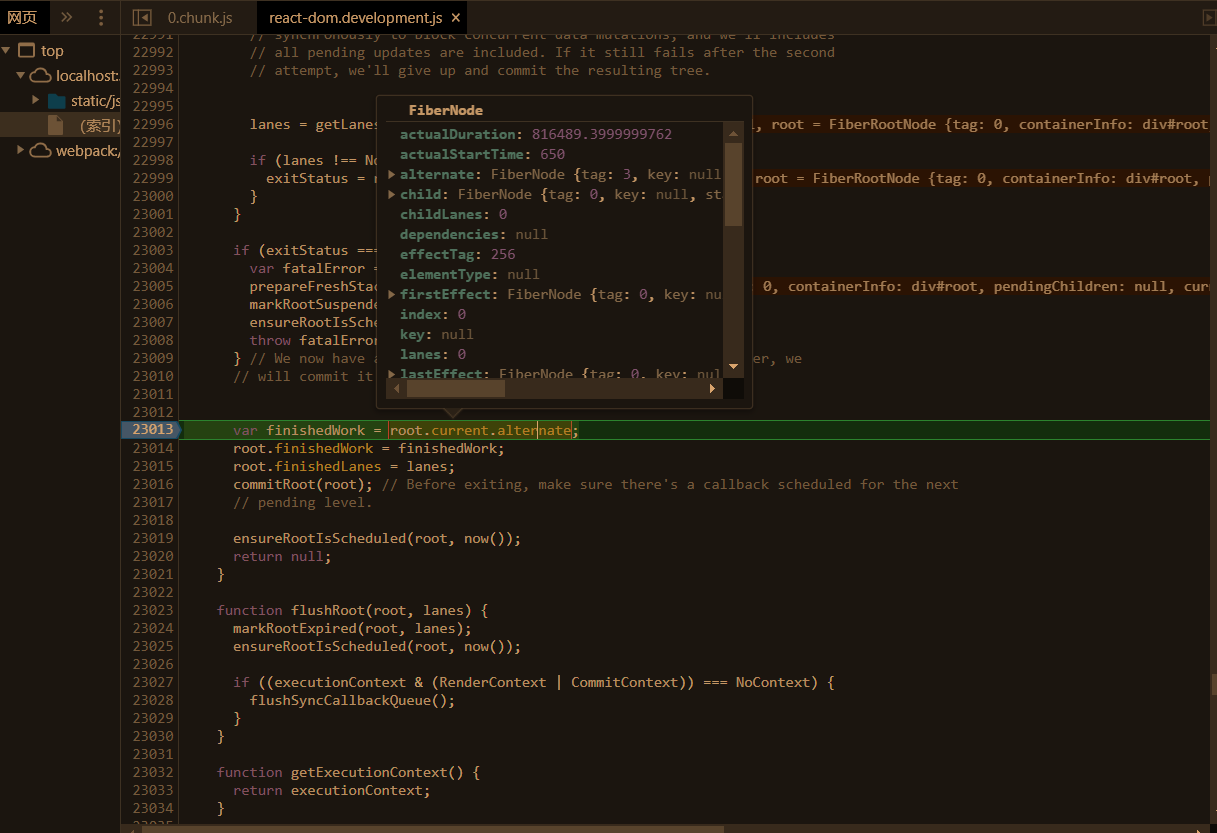 网页
0.chunk.js
react-dom.development.js ×
top
localhost:
static/js
(索引)
webpack:/
22991 // synchronously to block concurrent data mutations, and we'll includes
22992 // all pending updates are included. If it still fails after the second
22993 // attempt, we'll give up and commit the resulting tree.
22994
22995
22996 lanes = getLanes , root = FiberRootNode {tag: 0, containerInfo: div#root
22997
22998 if (lanes !== No
22999 exitStatus = r root = FiberRootNode {tag: 0, containerInfo: div#root, p
23000 }
23001 }
23002
23003 if (exitStatus ===
23004 var fatalError =
23005 prepareFreshStac : 0, containerInfo: div#root, pendingChildren: null, cur
23006 markRootSuspende
23007 ensureRootIsSche
23008 throw fatalError
23009 } // We now have a er, we
23010 // will commit it
23011
23012
FiberNode
actualDuration: 816489.3999999762
actualStartTime: 650
alternate: FiberNode {tag: 3, key: null
child: FiberNode {tag: 0, key: null, st
childLanes: 0
dependencies: null
effectTag: 256
elementType: null
firstEffect: FiberNode {tag: 0, key: nu
index: 0
key: null
lanes: 0
lastEffect: FiberNode {tag: 0, key: nul
23013 var finishedWork = root.current.alternate;
23014 root.finishedWork = finishedWork;
23015 root.finishedLanes = lanes;
23016 commitRoot(root); // Before exiting, make sure there's a callback scheduled for the next
23017 // pending level.
23018
23019 ensureRootIsScheduled(root, now());
23020 return null;
23021 }
23022
23023 function flushRoot(root, lanes) {
23024 markRootExpired(root, lanes);
23025 ensureRootIsScheduled(root, now());
23026
23027 if ((executionContext & (RenderContext | CommitContext)) === NoContext) {
23028 flushSyncCallbackQueue();
23029 }
23030 }
23031
23032 function getExecutionContext() {
23033 return executionContext;
23034 }